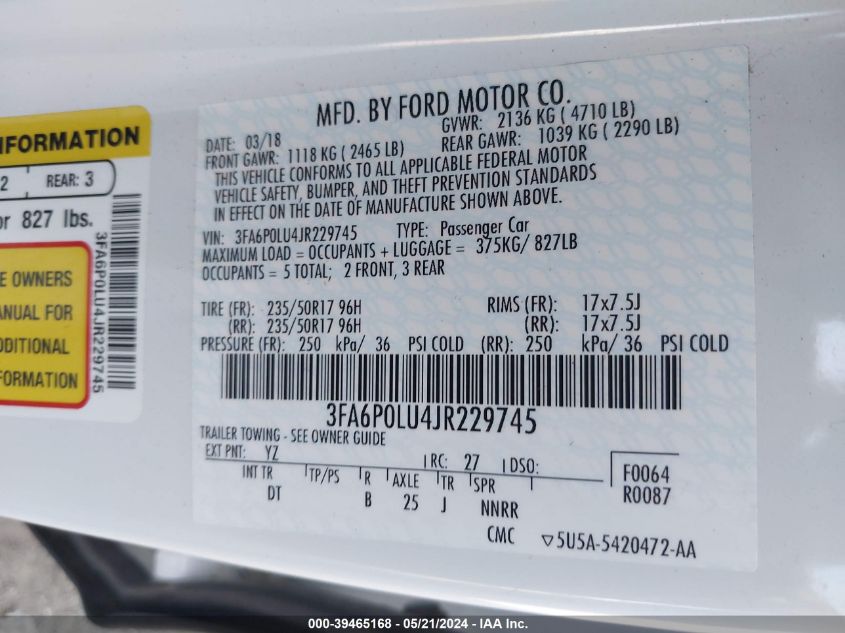 INFORMATION
2 REAR: 3
or 827 lbs.
E OWNERS
ANUAL FOR
DDITIONAL
FORMATION
3FA6P0LU4JR229745
MFD. BY FORD MOTOR CO.
DATE: 03/18 GVWR: 2136 KG ( 4710 LB)
FRONT GAWR: 1118 KG ( 2465 LB) REAR GAWR: 1039 KG ( 2290 LB)
THIS VEHICLE CONFORMS TO ALL APPLICABLE FEDERAL MOTOR
VEHICLE SAFETY, BUMPER, AND THEFT PREVENTION STANDARDS
IN EFFECT ON THE DATE OF MANUFACTURE SHOWN ABOVE.
VIN: 3FA6P0LU4JR229745 TYPE: Passenger Car
MAXIMUM LOAD = OCCUPANTS + LUGGAGE = 375KG/ 827LB
OCCUPANTS = 5 TOTAL; 2 FRONT, 3 REAR
TIRE (FR): 235/50R17 96H RIMS (FR): 17x7.5J
(RR): 235/50R17 96H (RR): 17x7.5J
PRESSURE (FR): 250 kPa/ 36 PSI COLD (RR): 250 kPa/ 36 PSI COLD
3FA6P0LU4JR229745
TRAILER TOWING - SEE OWNER GUIDE
EXT PNT: YZ RC: 27 DSO: F0064
INT TR TP/PS R AXLE TR SPR R0087
DT B 25 J NNRR
CMC ▽5U5A-5420472-AA
000-39465168 - 05/21/2024 - IAA Inc.